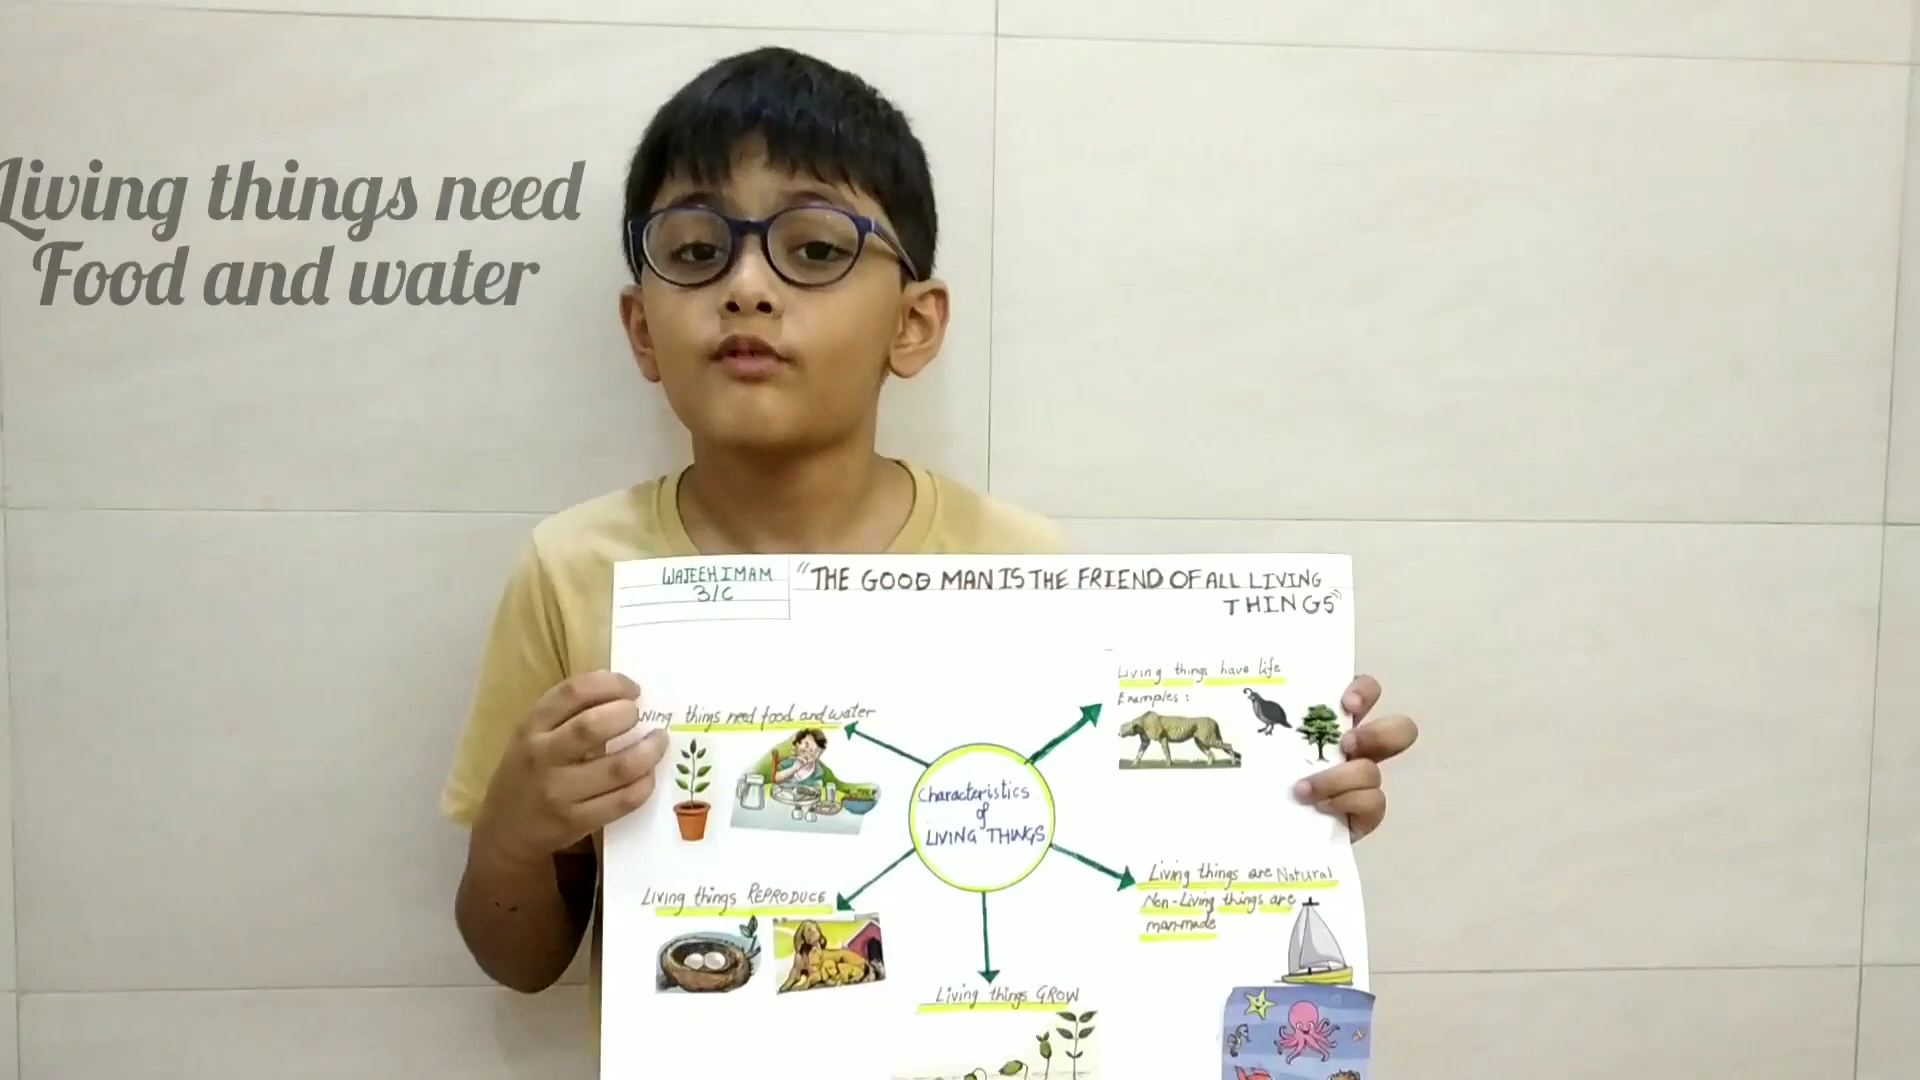 Living things need
Food and water
WAJEEH IMAM
3/C
"THE GOOD MAN IS THE FRIEND OF ALL LIVING
THINGS"
Living things have life
Examples :
Living things need food and water
Characteristics
of
LIVING THINGS
Living things are Natural
Non-Living things are
man-made
Living things REPRODUCE
Living things GROW